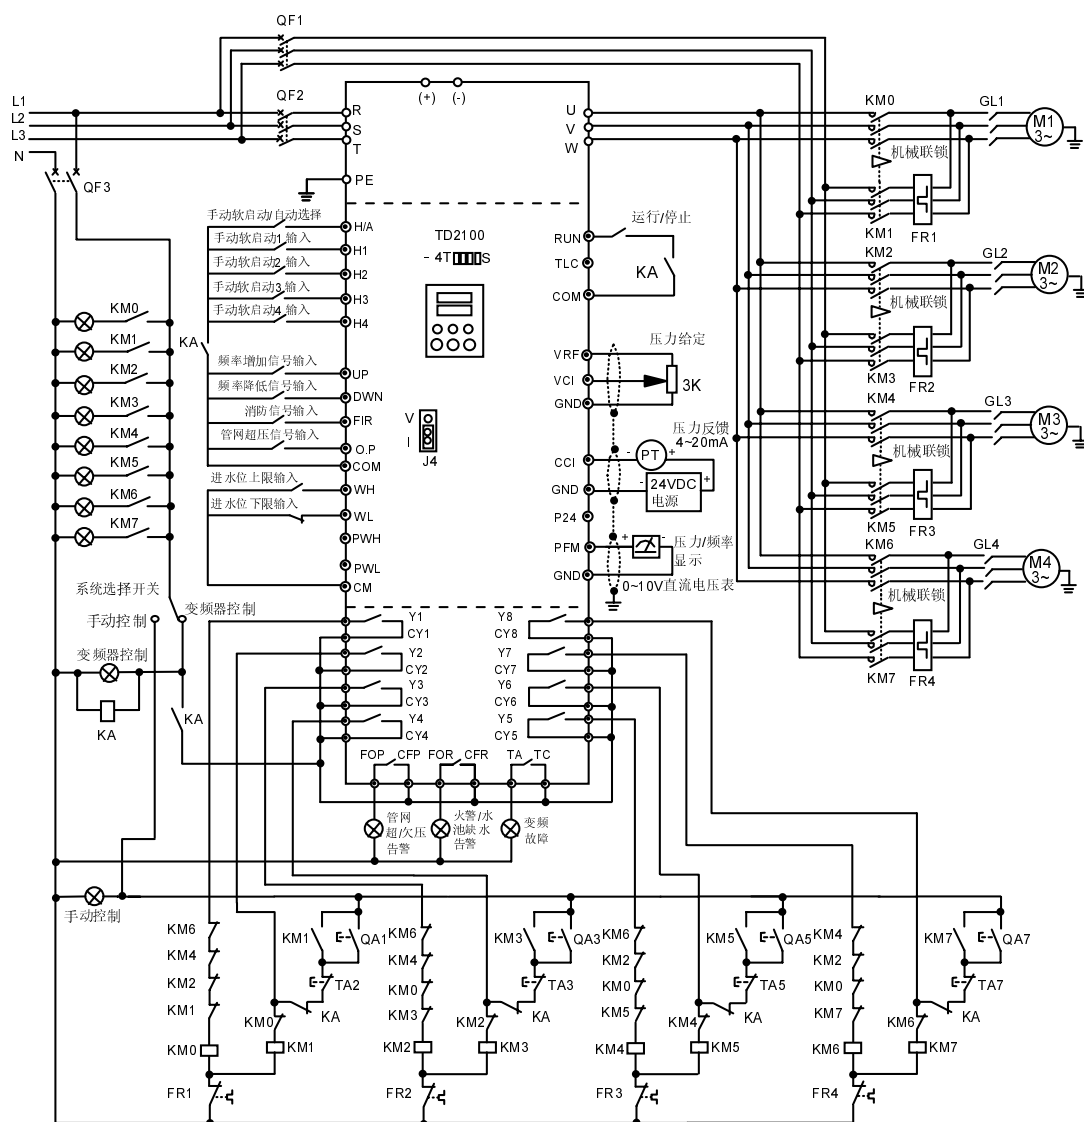 QF1
L1
L2
L3
N
QF2
QF3
(+) (-)
R
S
T
PE
U
V
W
KM0
机械联锁
KM1
FR1
GL1
M1
3~
KM2
机械联锁
KM3
FR2
GL2
M2
3~
KM4
机械联锁
KM5
FR3
GL3
M3
3~
KM6
机械联锁
KM7
FR4
GL4
M4
3~
TD2100
-4T S
手动软启动/自动选择
H/A
手动软启动1输入
H1
手动软启动2输入
H2
手动软启动3输入
H3
手动软启动4输入
H4
KA
频率增加信号输入
UP
频率降低信号输入
DWN
消防信号输入
FIR
管网超压信号输入
O.P
COM
进水位上限输入
WH
进水位下限输入
WL
PWH
PWL
CM
V
I
J4
运行/停止
RUN
TLC
COM
KA
压力给定
VRF
VCI
GND
3K
压力反馈
4~20mA
CCI
- PT +
GND
- 24VDC +
电源
P24
PFM
+ -
压力/频率
显示
GND
0~10V直流电压表
KM0
KM1
KM2
KM3
KM4
KM5
KM6
KM7
系统选择开关
手动控制
变频器控制
变频器控制
KA
KA
Y1
CY1
Y2
CY2
Y3
CY3
Y4
CY4
Y8
CY8
Y7
CY7
Y6
CY6
Y5
CY5
FOP CFP FOR CFR TA TC
管网
超/欠压
告警
火警/水
池缺水
告警
变频
故障
手动控制
KM6
KM4
KM2
KM1
KM0
FR1
KM1
QA1
TA2
KA
KM0
KM1
KM6
KM4
KM0
KM3
KM2
FR2
KM3
QA3
TA3
KA
KM2
KM3
KM6
KM2
KM0
KM5
KM4
FR3
KM5
QA5
TA5
KA
KM4
KM5
KM4
KM2
KM0
KM7
KM6
FR4
KM7
QA7
TA7
KA
KM6
KM7